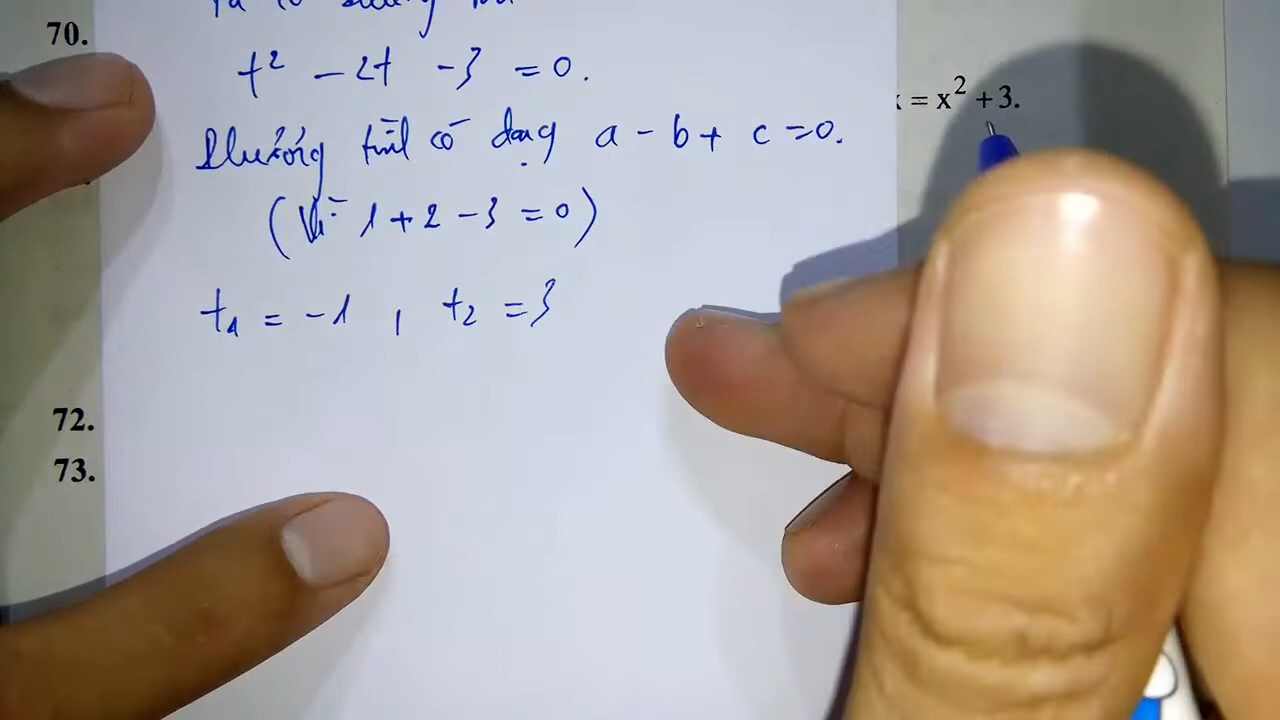 70.
t² – 2t – 3 = 0.
= x² + 3.
Phương trình có dạng a – b + c = 0.
(Vì 1 + 2 – 3 = 0)
t₁ = –1 , t₂ = 3
72.
73.